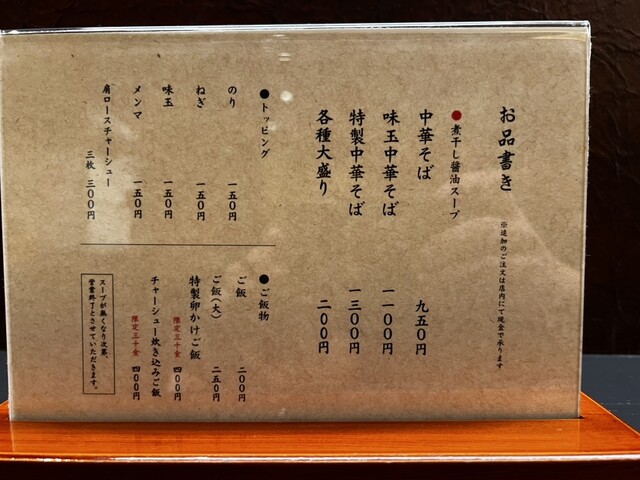 お品書き
※追加のご注文は店内にて現金で承ります
●煮干し醤油スープ
中華そば 九五〇円
味玉中華そば 一一〇〇円
特製中華そば 一三〇〇円
各種大盛り 二〇〇円
●トッピング
のり 一五〇円
ねぎ 一五〇円
味玉 一五〇円
メンマ 一五〇円
肩ロースチャーシュー
三枚 三〇〇円
●ご飯物
ご飯 二〇〇円
ご飯(大) 二五〇円
特製卵かけご飯
限定三十食 四〇〇円
チャーシュー炊き込みご飯
限定三十食 四〇〇円
スープが無くなり次第、
営業終了とさせていただきます。